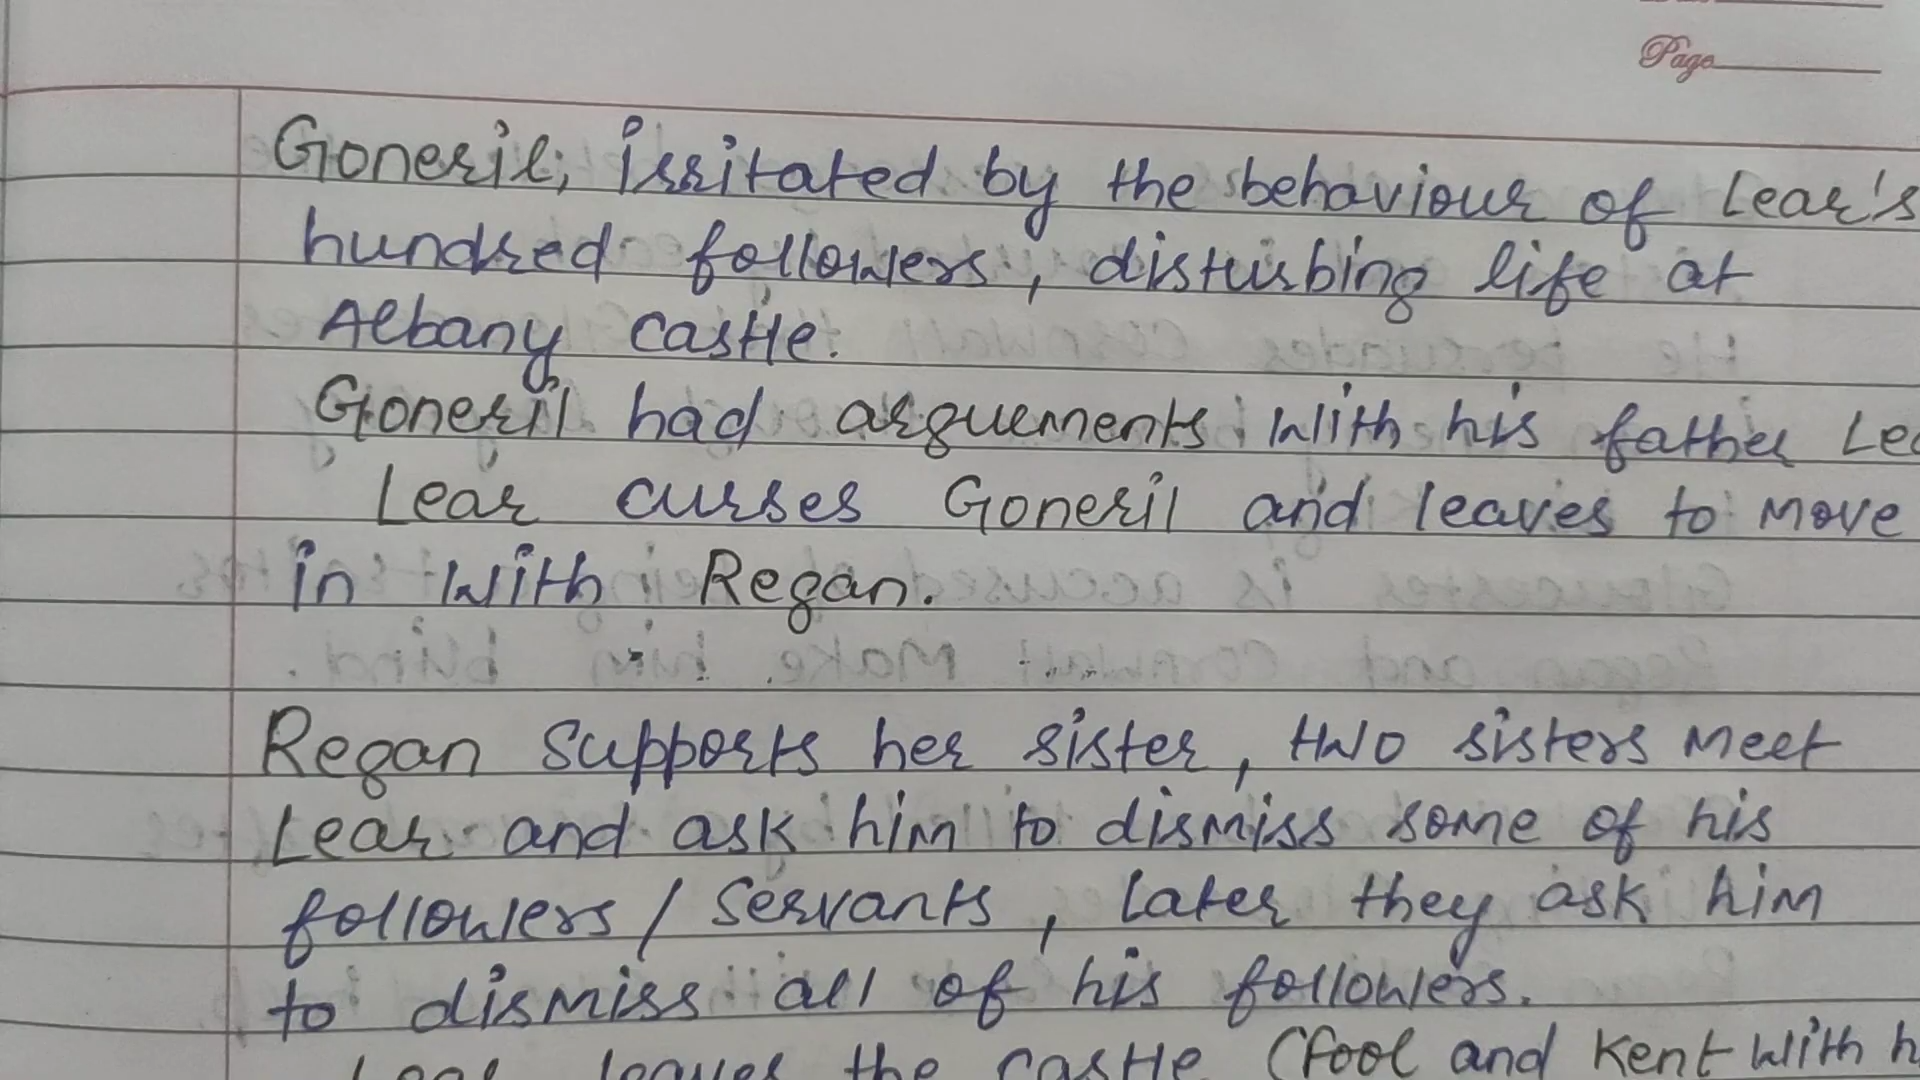 Page
Goneril, irritated by the behaviour of Lear's
hundred followers, disturbing life at
Albany castle.
Goneril had arguements with his father
Lear curses Goneril and leaves to move
in with Regan.
Regan supports her sister, two sisters meet
Lear and ask him to dismiss some of his
followers / servants, later they ask him
to dismiss all of his followers.
Lear leaves the castle (fool and Kent with